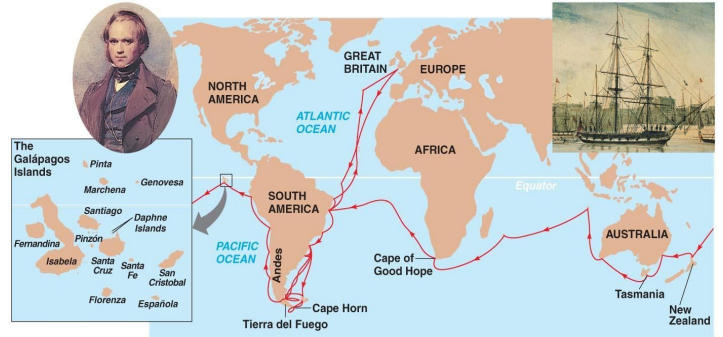 GREAT
BRITAIN
EUROPE
NORTH
AMERICA
ATLANTIC
OCEAN
AFRICA
The
Galápagos
Islands
Pinta
Marchena
Genovesa
Santiago
Daphne
Islands
Pinzón
Fernandina
Isabela
Santa
Cruz
Santa
Fe
San
Cristobal
Florenza
Española
Equator
SOUTH
AMERICA
PACIFIC
OCEAN
Andes
Cape of
Good Hope
Cape Horn
Tierra del Fuego
AUSTRALIA
Tasmania
New
Zealand